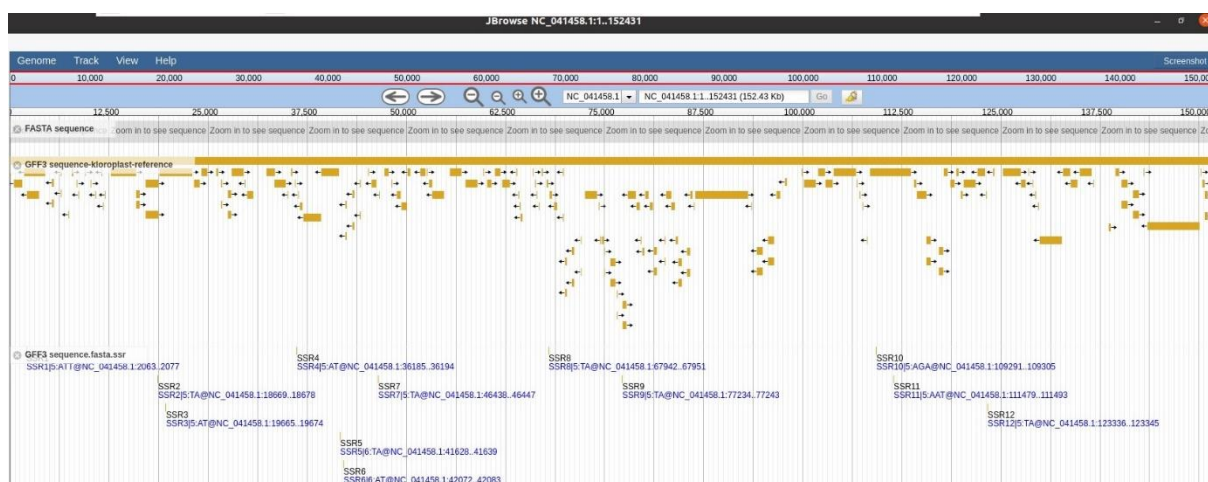 JBrowse NC_041458.1:1..152431
Genome Track View Help Screenshot
0 10,000 20,000 30,000 40,000 50,000 60,000 70,000 80,000 90,000 100,000 110,000 120,000 130,000 140,000 150,00
NC_041458.1 NC_041458.1:1..152431 (152.43 Kb) Go
12,500 25,000 37,500 50,000 62,500 75,000 87,500 100,000 112,500 125,000 137,500 150,00
FASTA sequence Zoom in to see sequence Zoom in to see sequence Zoom in to see sequence Zoom in to see sequence Zoom in to see sequence Zoom in to see sequence Zoom in to see sequence Zoom in to see sequence Zoom in to see sequence Zoom in to see sequence Zoom in to see sequence
GFF3 sequence-kloroplast-reference
GFF3 sequence.fasta.ssr
SSR4
SSR8
SSR10
SSR1|5:ATT@NC_041458.1:2063..2077
SSR4|5:AT@NC_041458.1:36185..36194
SSR8|5:TA@NC_041458.1:67942..67951
SSR10|5:AGA@NC_041458.1:109291..109305
SSR2
SSR7
SSR9
SSR11
SSR2|5:TA@NC_041458.1:18669..18678
SSR7|5:TA@NC_041458.1:46438..46447
SSR9|5:TA@NC_041458.1:77234..77243
SSR11|5:AAT@NC_041458.1:111479..111493
SSR3
SSR12
SSR3|5:AT@NC_041458.1:19665..19674
SSR12|5:TA@NC_041458.1:123336..123345
SSR5
SSR5|6:TA@NC_041458.1:41628..41639
SSR6
SSR6|6:AT@NC_041458.1:42072..42083